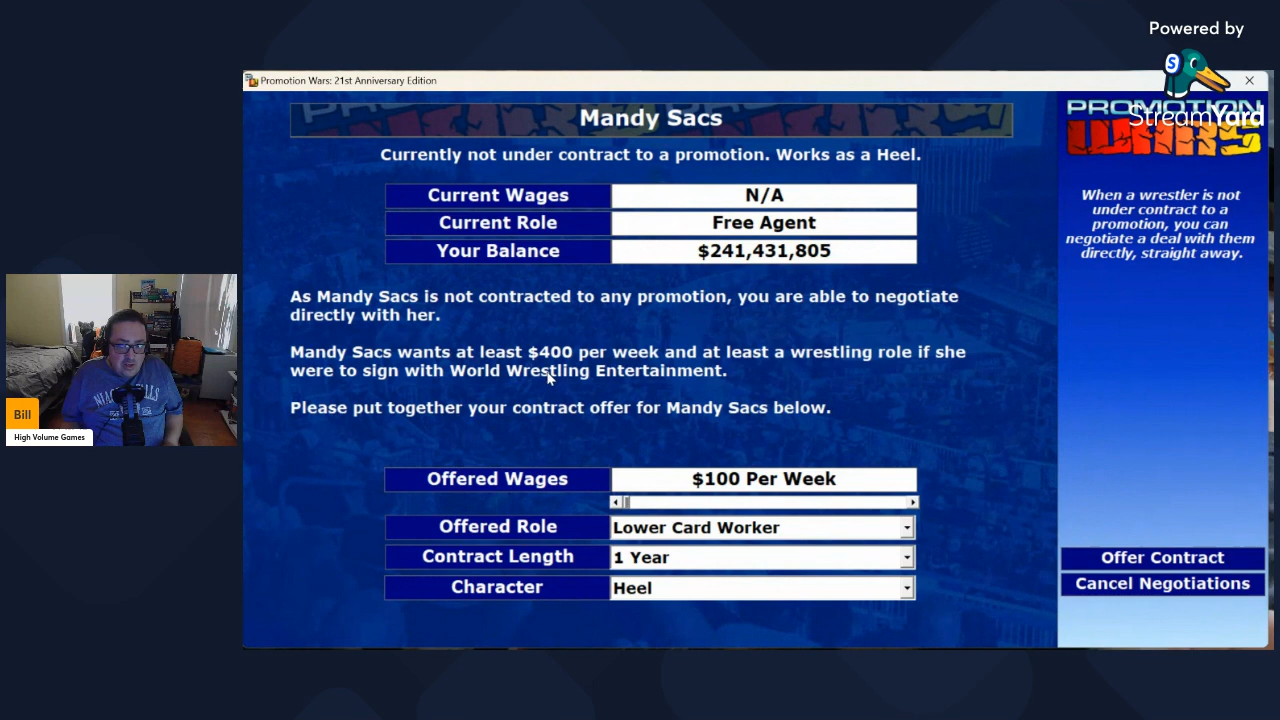 Powered by
StreamYard
Promotion Wars: 21st Anniversary Edition
Mandy Sacs
PROMOTION
WARS
Currently not under contract to a promotion. Works as a Heel.
Current Wages N/A
Current Role Free Agent
Your Balance $241,431,805
When a wrestler is not
under contract to a
promotion, you can
negotiate a deal with them
directly, straight away.
As Mandy Sacs is not contracted to any promotion, you are able to negotiate
directly with her.
Mandy Sacs wants at least $400 per week and at least a wrestling role if she
were to sign with World Wrestling Entertainment.
Please put together your contract offer for Mandy Sacs below.
Bill
High Volume Games
Offered Wages $100 Per Week
Offered Role Lower Card Worker
Contract Length 1 Year
Character Heel
Offer Contract
Cancel Negotiations